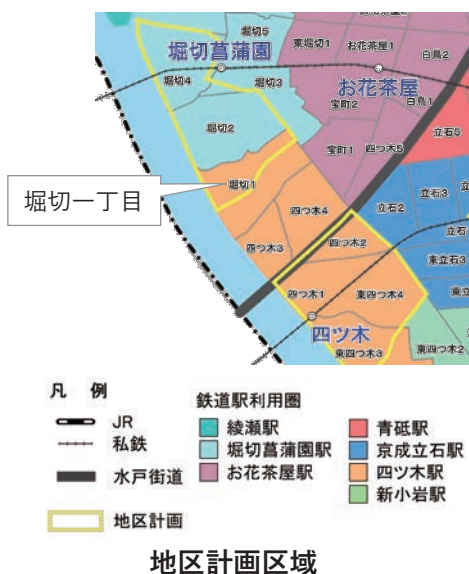 堀切5
東堀切1
お花茶屋1
白鳥2
堀切菖蒲園
堀切4
堀切3
お花茶屋
白鳥1
宝町2
堀切2
四つ木5
立石5
宝町1
堀切1
堀切一丁目
四つ木4
立石2
立石3
四つ木2
四つ木3
東立石3
四つ木1
東四つ木4
四ツ木
東四つ木3
東四つ木2
凡 例
JR
私鉄
水戸街道
地区計画
鉄道駅利用圏
綾瀬駅
堀切菖蒲園駅
お花茶屋駅
青砥駅
京成立石駅
四ツ木駅
新小岩駅
地区計画区域